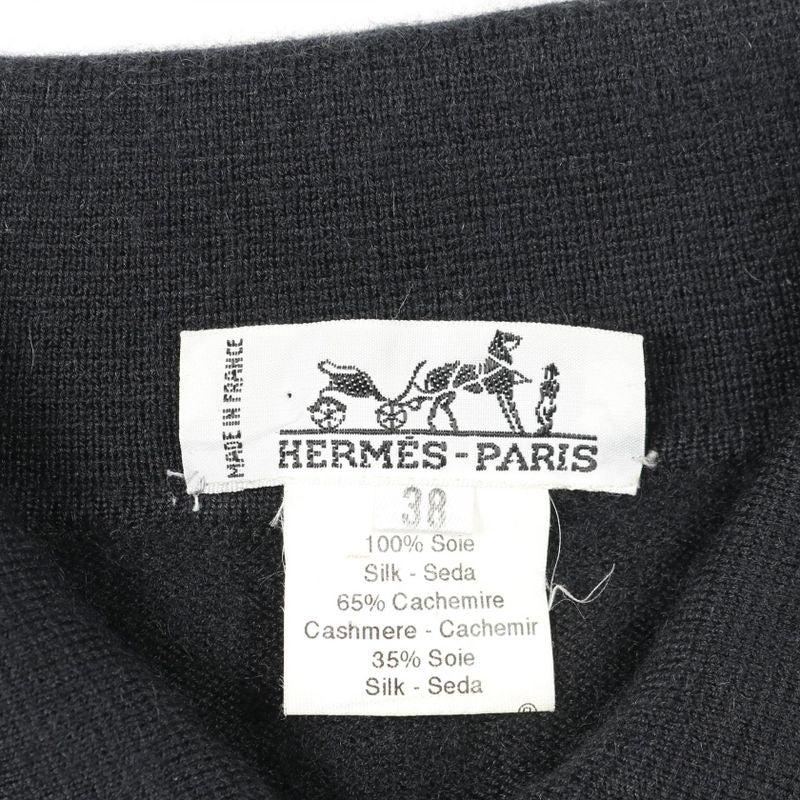 MADE IN FRANCE
HERMÈS-PARIS
38
100% Soie
Silk - Seda
65% Cachemire
Cashmere - Cachemir
35% Soie
Silk - Seda
®